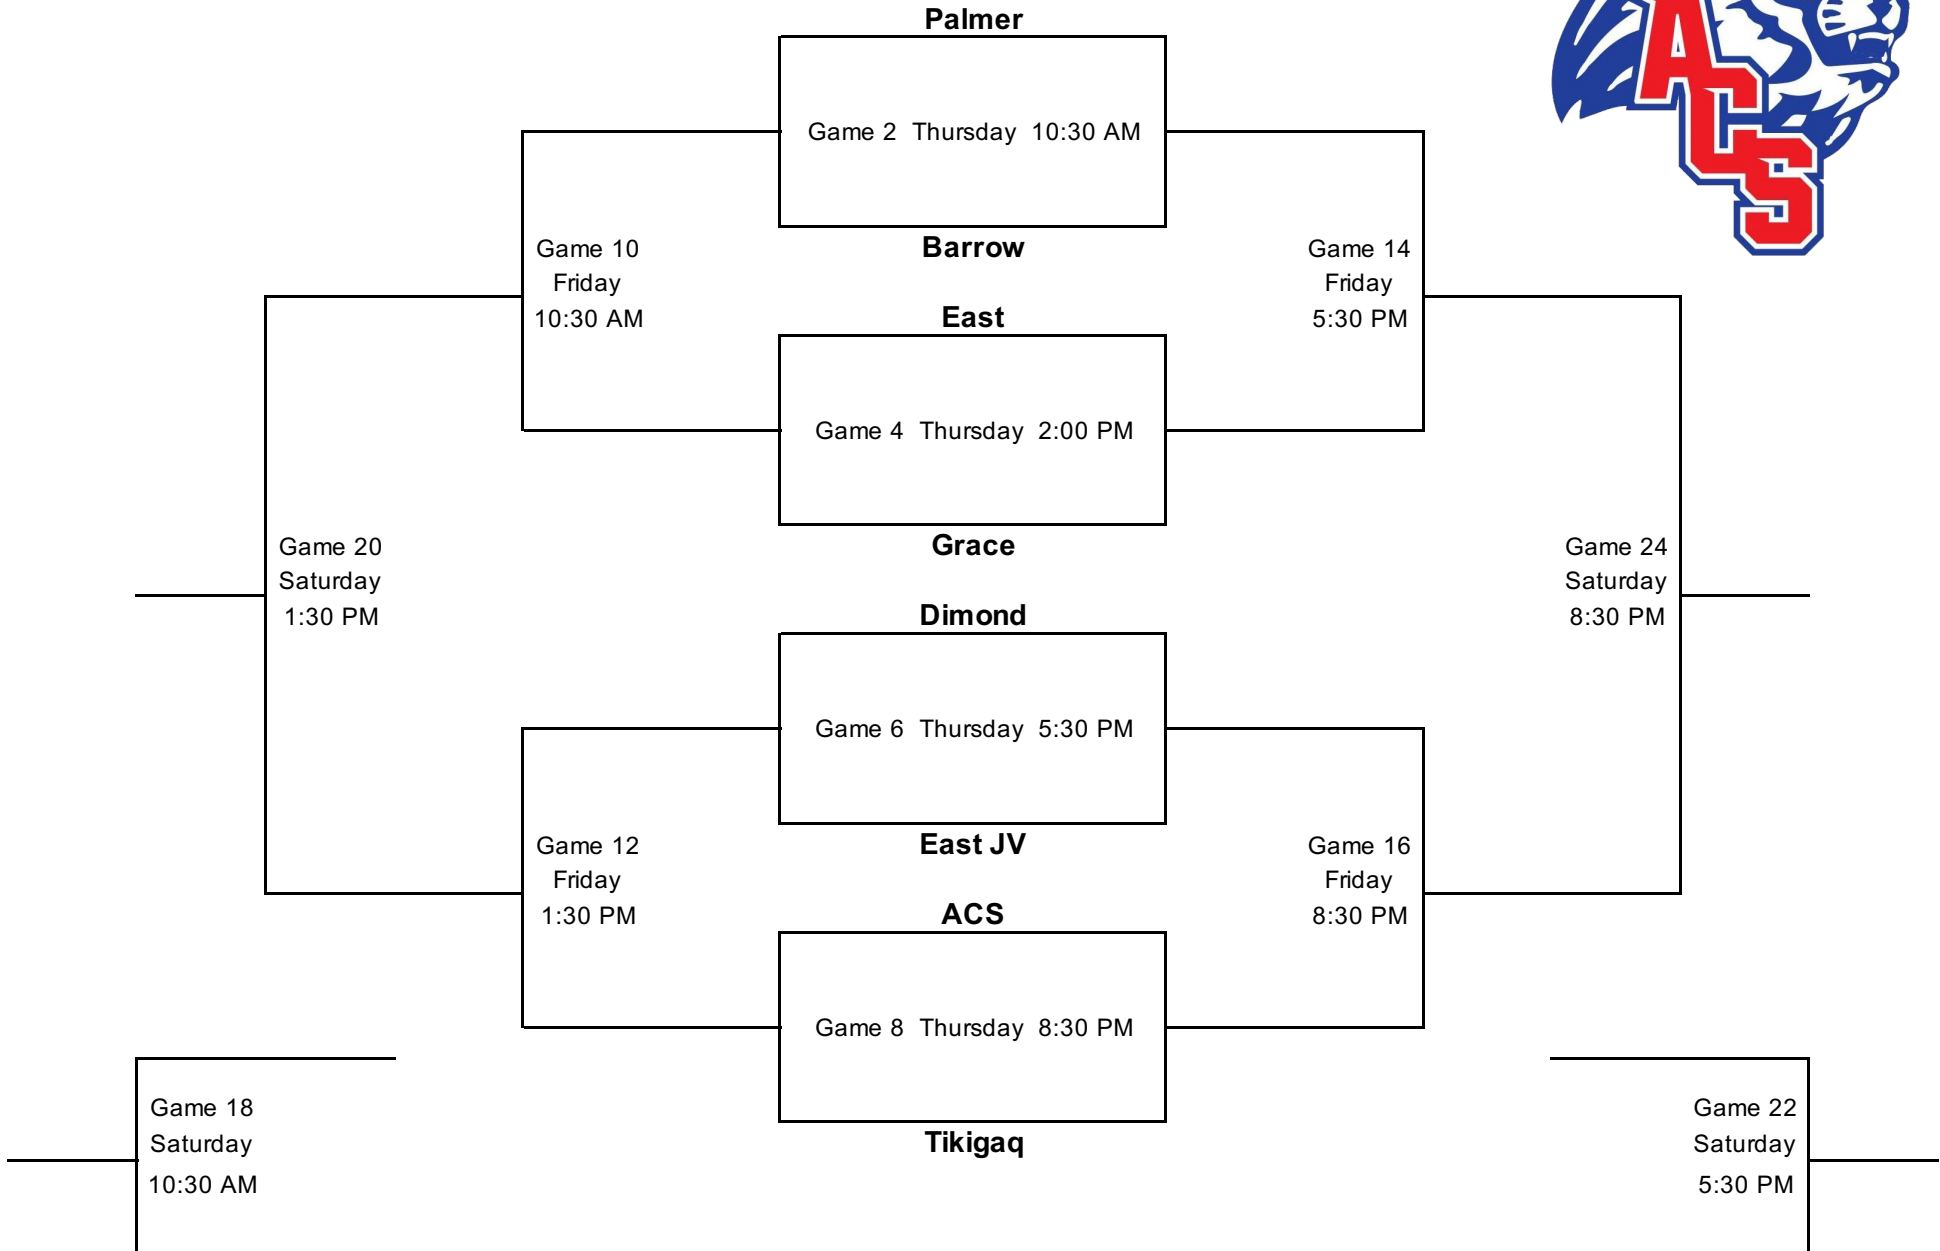 Palmer
ACS
Game 2 Thursday 10:30 AM
Barrow
Game 10
Friday
10:30 AM
Game 14
Friday
5:30 PM
East
Game 4 Thursday 2:00 PM
Grace
Game 20
Saturday
1:30 PM
Game 24
Saturday
8:30 PM
Dimond
Game 6 Thursday 5:30 PM
East JV
Game 12
Friday
1:30 PM
Game 16
Friday
8:30 PM
ACS
Game 8 Thursday 8:30 PM
Tikigaq
Game 18
Saturday
10:30 AM
Game 22
Saturday
5:30 PM